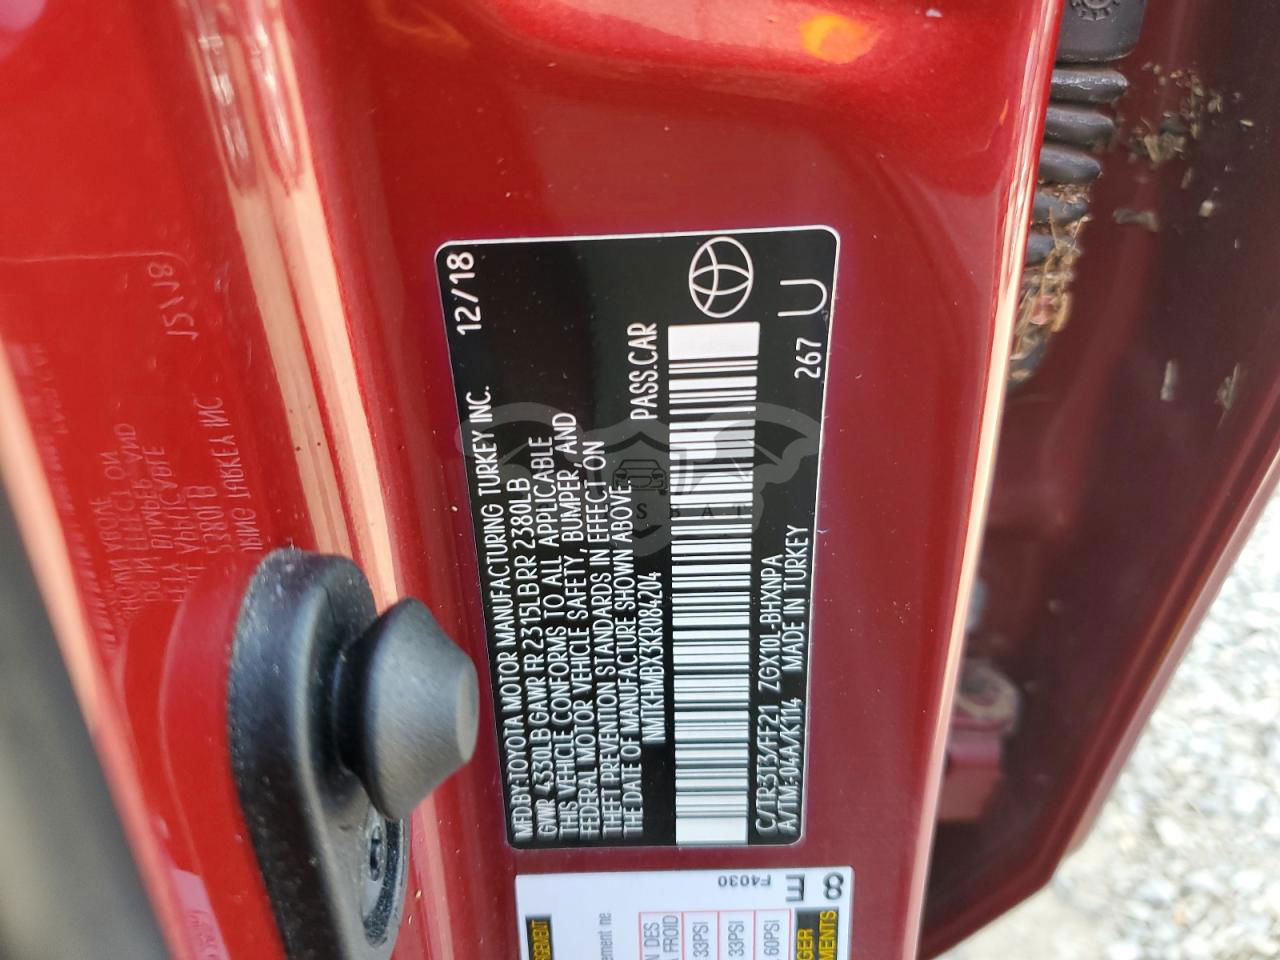 MFD.BY:TOYOTA MOTOR MANUFACTURING TURKEY INC. 12/18
GVWR 4330LB GAWR FR 2315LB RR 2380LB
THIS VEHICLE CONFORMS TO ALL APPLICABLE
FEDERAL MOTOR VEHICLE SAFETY, BUMPER, AND
THEFT PREVENTION STANDARDS IN EFFECT ON
THE DATE OF MANUFACTURE SHOWN ABOVE.
NMTKHMBX3KR084204 PASS.CAR
C/TR:3T3/FF21 ZGX10L-BHXNPA
A/TM:-04A/K114 MADE IN TURKEY 267 U
F4030
8E
33PSI
33PSI
60PSI